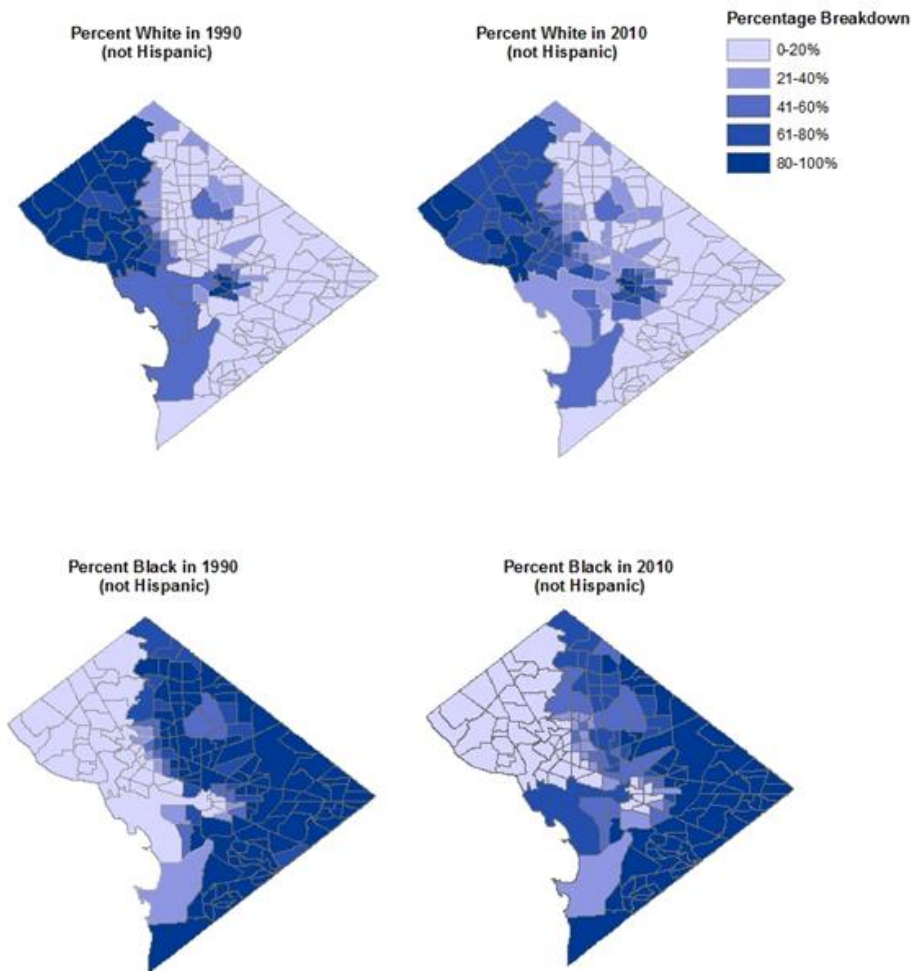 Percent White in 1990
(not Hispanic)
Percent White in 2010
(not Hispanic)
Percentage Breakdown
0-20%
21-40%
41-60%
61-80%
80-100%
Percent Black in 1990
(not Hispanic)
Percent Black in 2010
(not Hispanic)